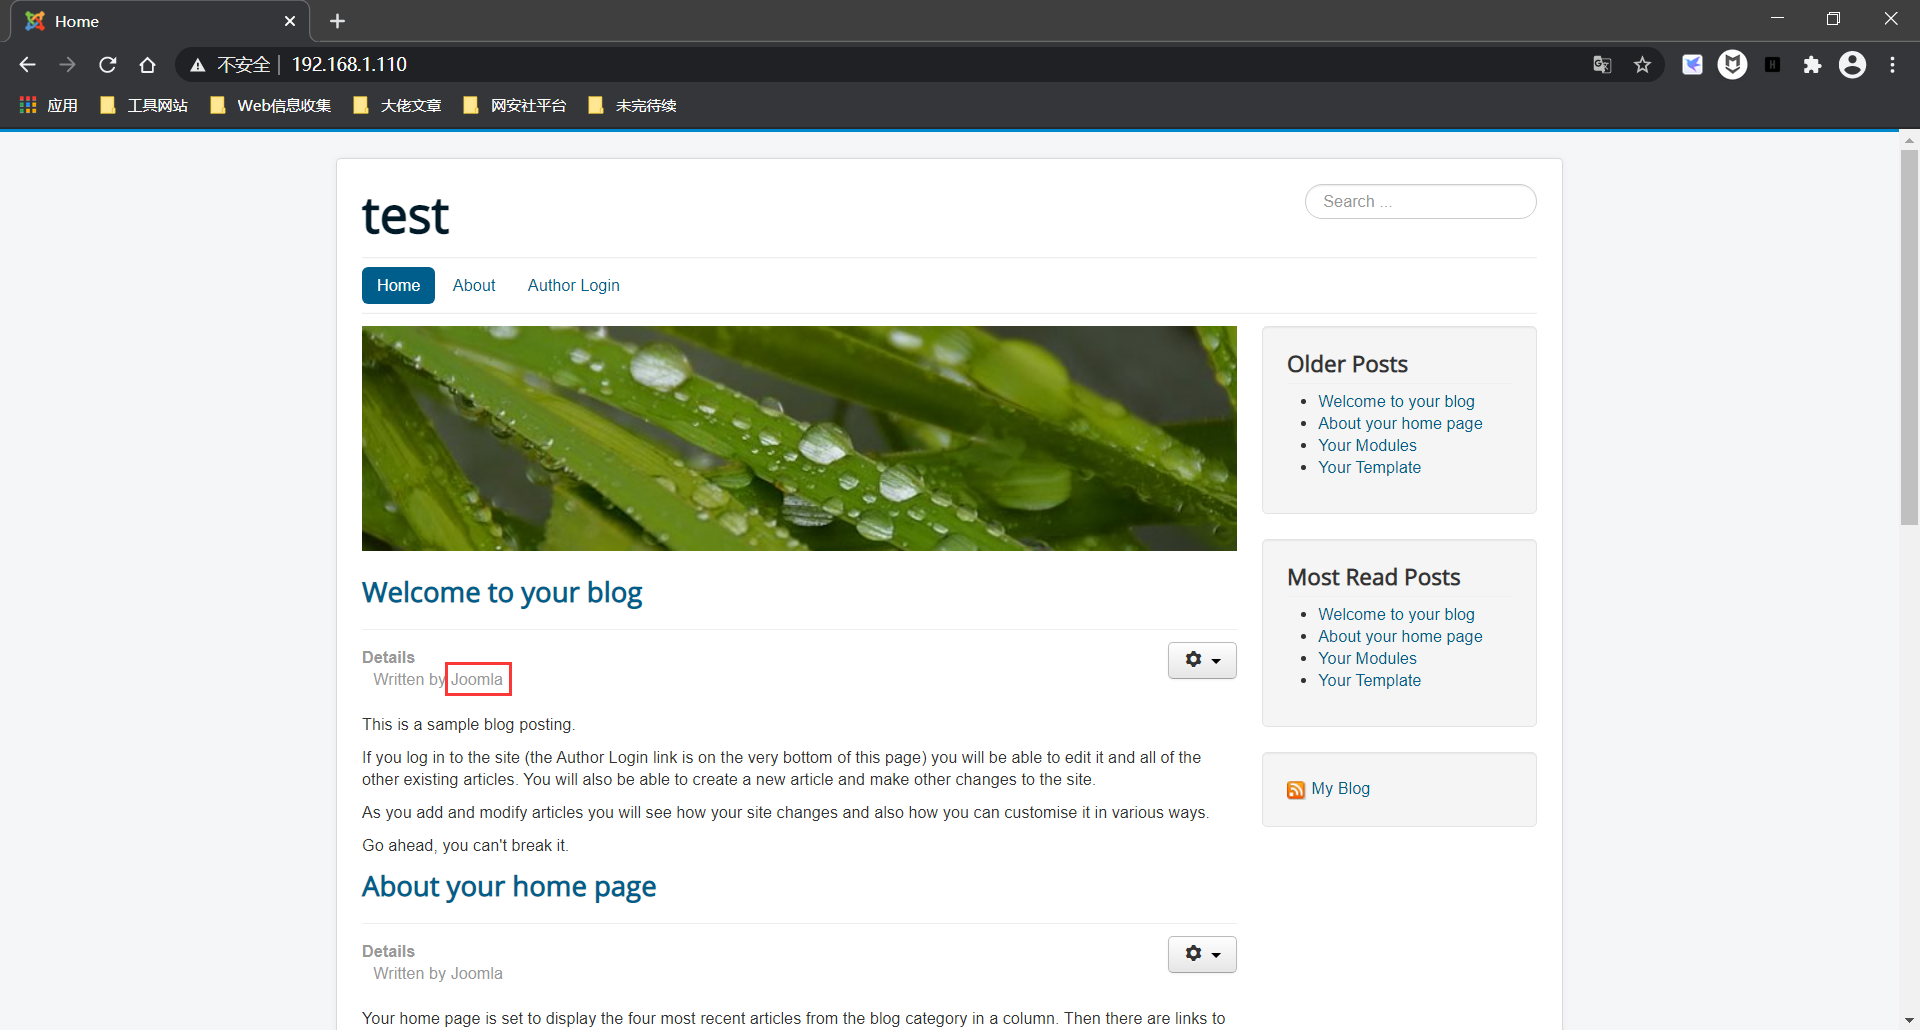 Home
不安全 | 192.168.1.110
应用 工具网站 Web信息收集 大佬文章 网安社平台 未完待续
test
Search ...
Home About Author Login
Welcome to your blog
Details
Written by Joomla
This is a sample blog posting.
If you log in to the site (the Author Login link is on the very bottom of this page) you will be able to edit it and all of the
other existing articles. You will also be able to create a new article and make other changes to the site.
As you add and modify articles you will see how your site changes and also how you can customise it in various ways.
Go ahead, you can't break it.
About your home page
Details
Written by Joomla
Your home page is set to display the four most recent articles from the blog category in a column. Then there are links to
Older Posts
Welcome to your blog
About your home page
Your Modules
Your Template
Most Read Posts
Welcome to your blog
About your home page
Your Modules
Your Template
My Blog